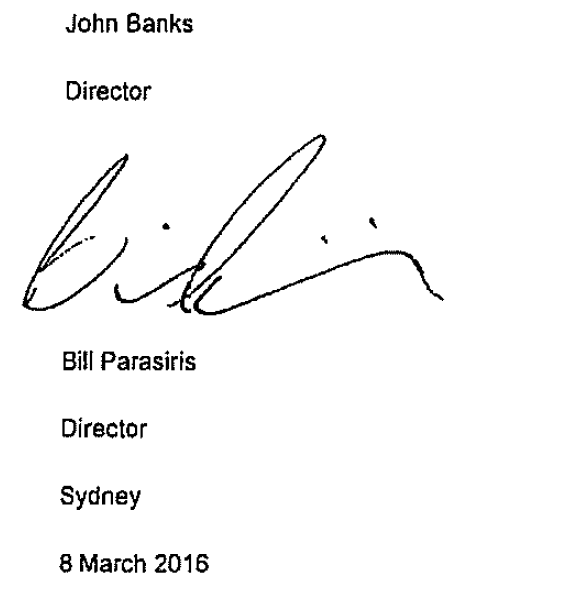 John Banks
Director
Bill Parasiris
Director
Sydney
8 March 2016